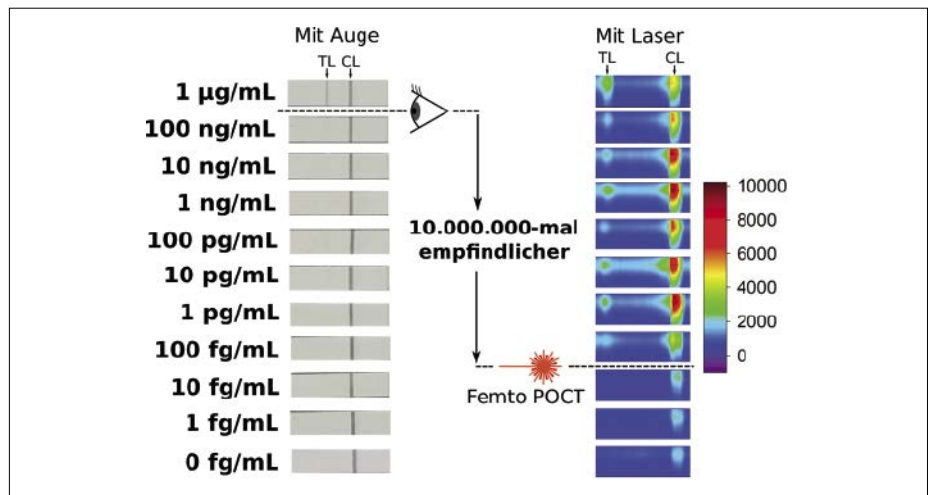 Mit Auge
TL CL
1 µg/mL
100 ng/mL
10 ng/mL
1 ng/mL
100 pg/mL
10 pg/mL
1 pg/mL
100 fg/mL
10 fg/mL
1 fg/mL
0 fg/mL
10.000.000-mal
empfindlicher
Femto POCT
Mit Laser
TL CL
10000
8000
6000
4000
2000
0